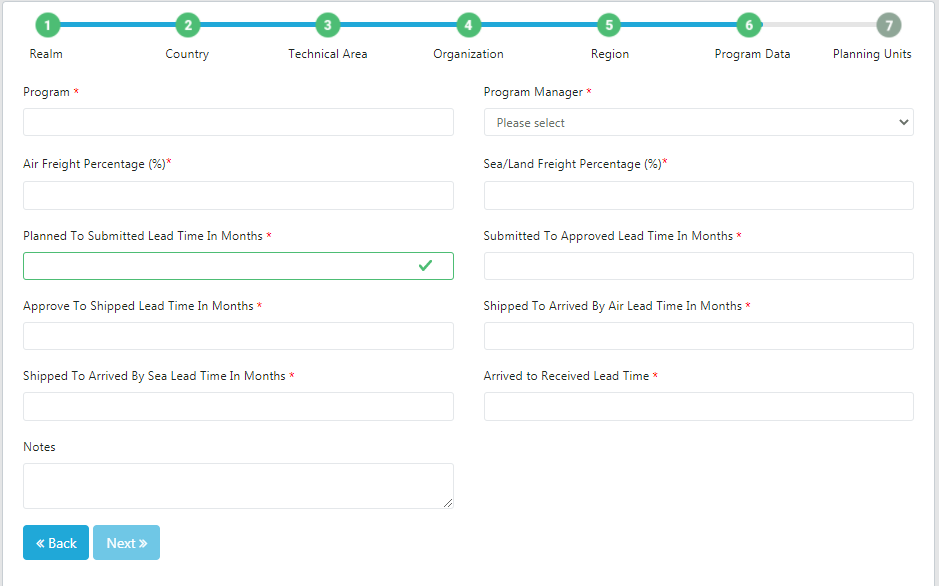 1 2 3 4 5 6 7
Realm Country Technical Area Organization Region Program Data Planning Units
Program * Program Manager *
Please select
Air Freight Percentage (%)* Sea/Land Freight Percentage (%)*
Planned To Submitted Lead Time In Months * Submitted To Approved Lead Time In Months *
Approve To Shipped Lead Time In Months * Shipped To Arrived By Air Lead Time In Months *
Shipped To Arrived By Sea Lead Time In Months * Arrived to Received Lead Time *
Notes
« Back Next »